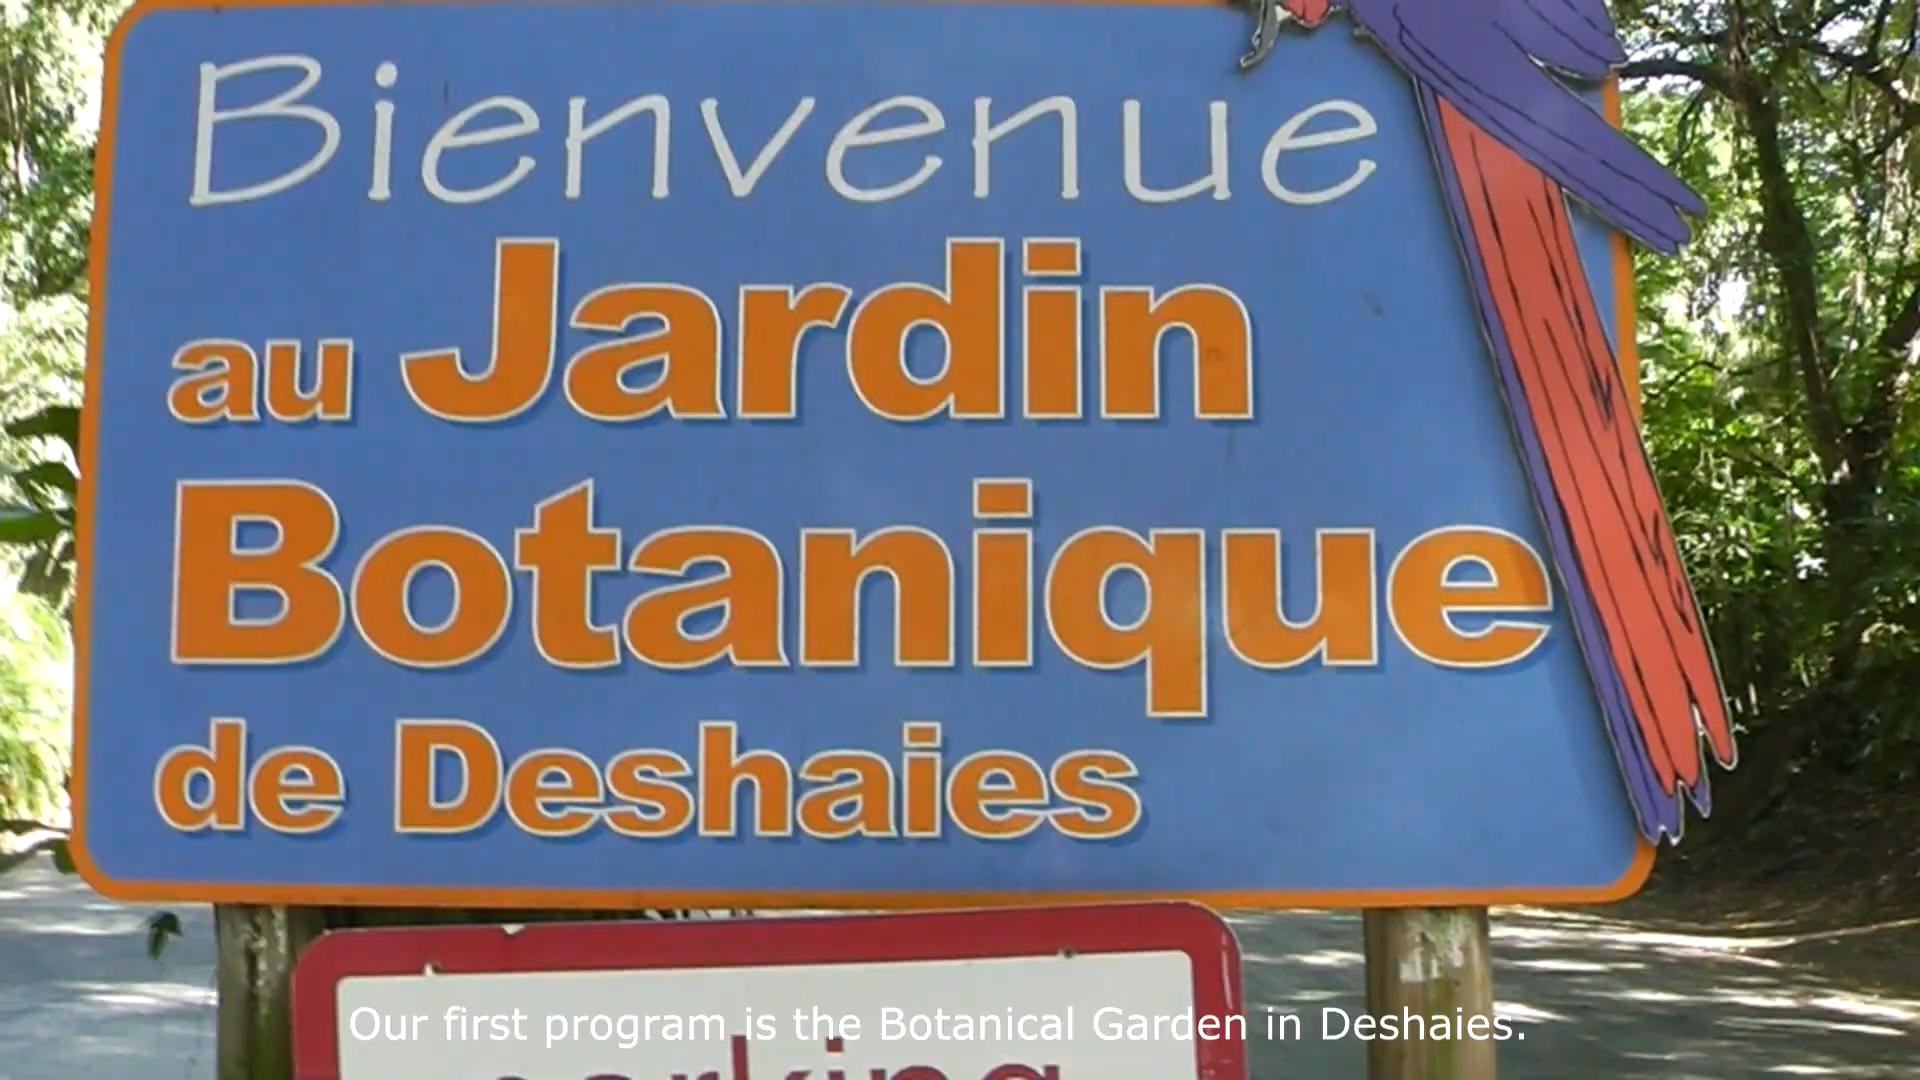 Bienvenue
au Jardin
Botanique
de Deshaies
Our first program is the Botanical Garden in Deshaies.